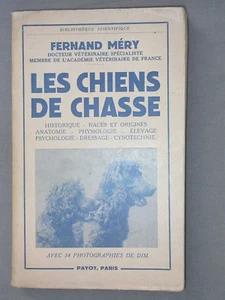 BIBLIOTHÈQUE SCIENTIFIQUE
FERNAND MÉRY
DOCTEUR VÉTÉRINAIRE SPÉCIALISTE
MEMBRE DE L'ACADÉMIE VÉTÉRINAIRE DE FRANCE
LES CHIENS
DE CHASSE
HISTORIQUE - RACES ET ORIGINES
ANATOMIE - PHYSIOLOGIE - ÉLEVAGE
PSYCHOLOGIE - DRESSAGE - CYNOTECHNIE
AVEC 54 PHOTOGRAPHIES DE DIM
PAYOT, PARIS